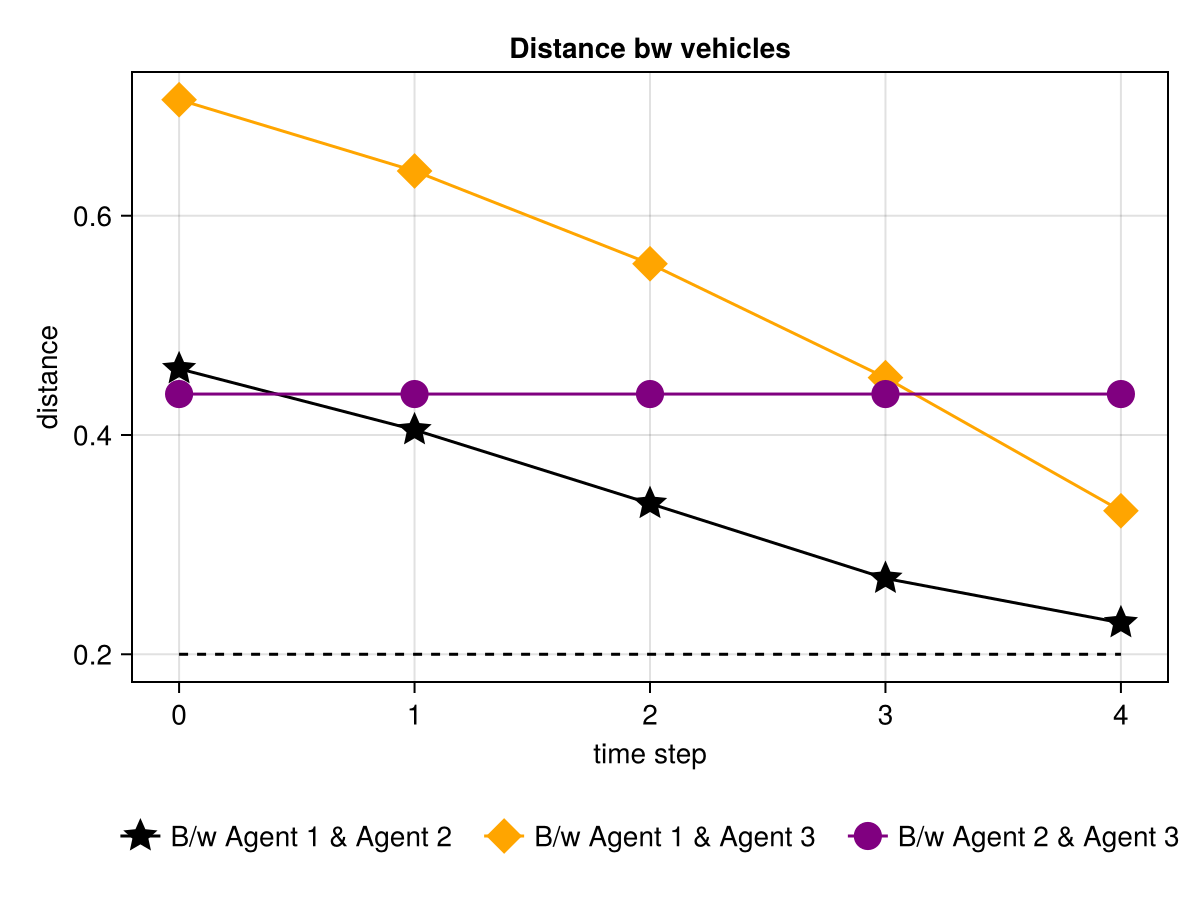 Distance bw vehicles
distance
0.6
0.4
0.2
0 1 2 3 4
time step
B/w Agent 1 & Agent 2 B/w Agent 1 & Agent 3 B/w Agent 2 & Agent 3